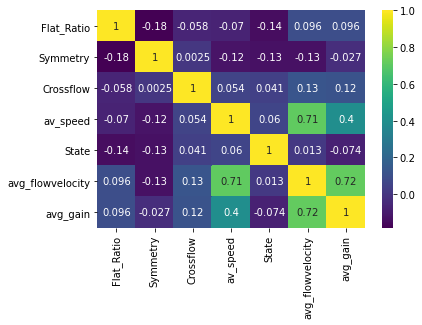 Flat_Ratio 1 -0.18 -0.058 -0.07 -0.14 0.096 0.096
Symmetry -0.18 1 0.0025 -0.12 -0.13 -0.13 -0.027
Crossflow -0.058 0.0025 1 0.054 0.041 0.13 0.12
av_speed -0.07 -0.12 0.054 1 0.06 0.71 0.4
State -0.14 -0.13 0.041 0.06 1 0.013 -0.074
avg_flowvelocity 0.096 -0.13 0.13 0.71 0.013 1 0.72
avg_gain 0.096 -0.027 0.12 0.4 -0.074 0.72 1
Flat_Ratio
Symmetry
Crossflow
av_speed
State
avg_flowvelocity
avg_gain
1.0
0.8
0.6
0.4
0.2
0.0